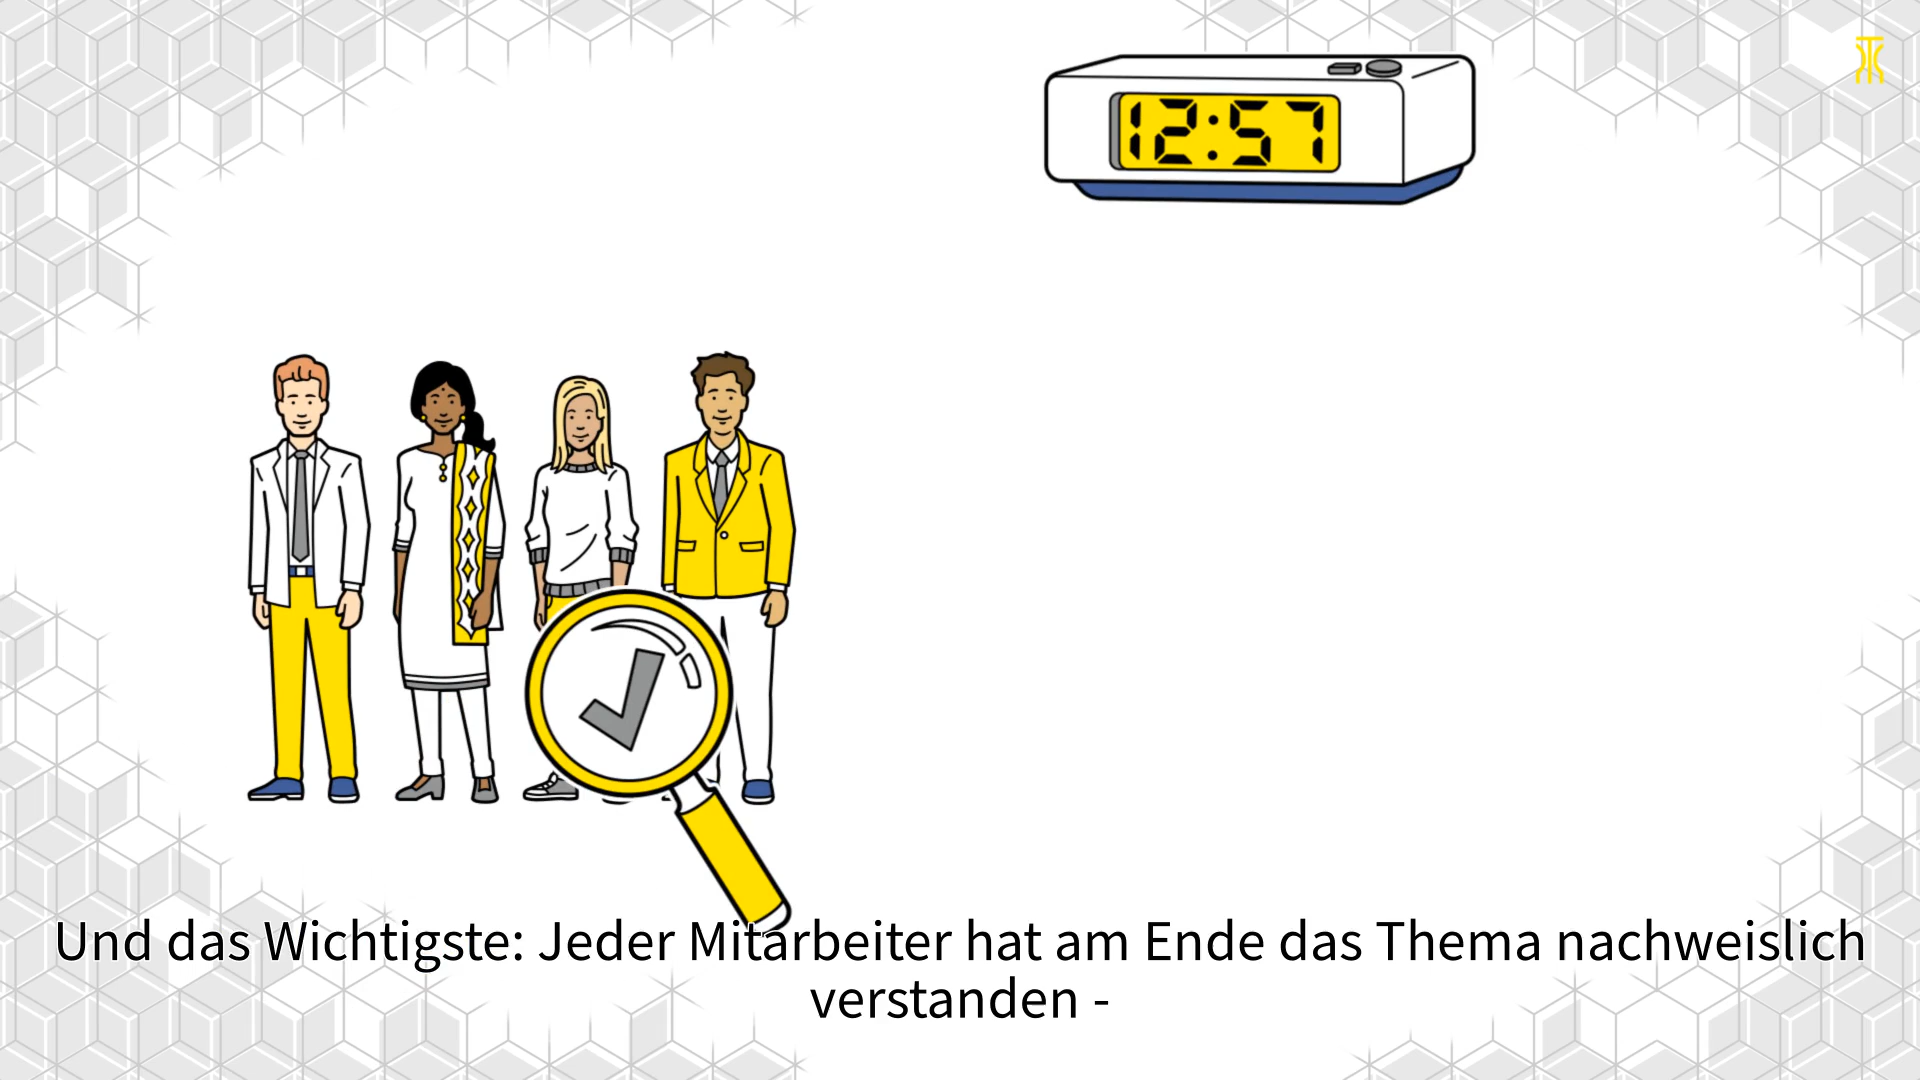 12:57
Und das Wichtigste: Jeder Mitarbeiter hat am Ende das Thema nachweislich
verstanden -